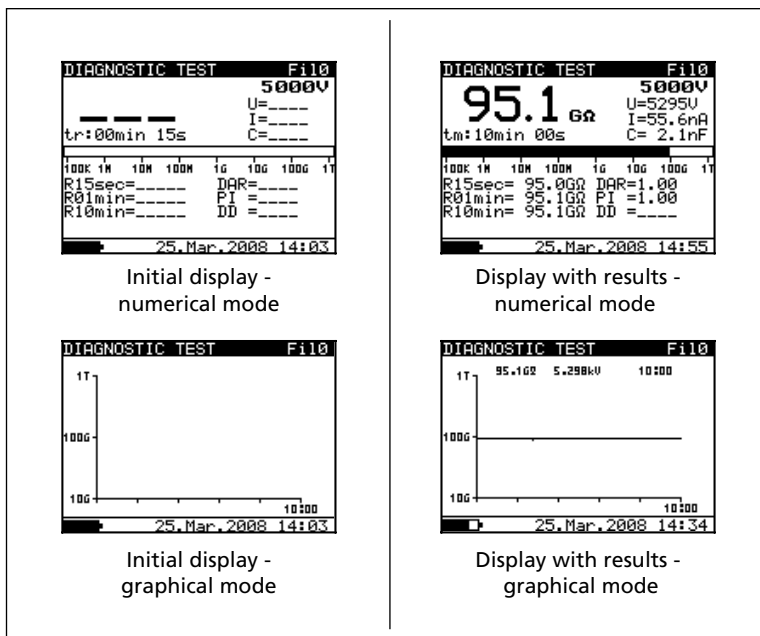 DIAGNOSTIC TEST Fil0
5000V
U=____
I=____
C=____
tr:00min 15s
100K 1M 10M 100M 1G 10G 100G 1T
R15sec=_____ DAR=____
R01min=_____ PI =____
R10min=_____ DD =____
25.Mar.2008 14:03
Initial display -
numerical mode
DIAGNOSTIC TEST Fil0
5000V
95.1 GΩ
U=5295V
I=55.6nA
tm:10min 00s C= 2.1nF
100K 1M 10M 100M 1G 10G 100G 1T
R15sec= 95.0GΩ DAR=1.00
R01min= 95.1GΩ PI =1.00
R10min= 95.1GΩ DD =____
25.Mar.2008 14:55
Display with results -
numerical mode
DIAGNOSTIC TEST Fil0
1T
100G
10G
10:00
25.Mar.2008 14:03
Initial display -
graphical mode
DIAGNOSTIC TEST Fil0
1T 95.1GΩ 5.298kV 10:00
100G
10G
10:00
25.Mar.2008 14:34
Display with results -
graphical mode